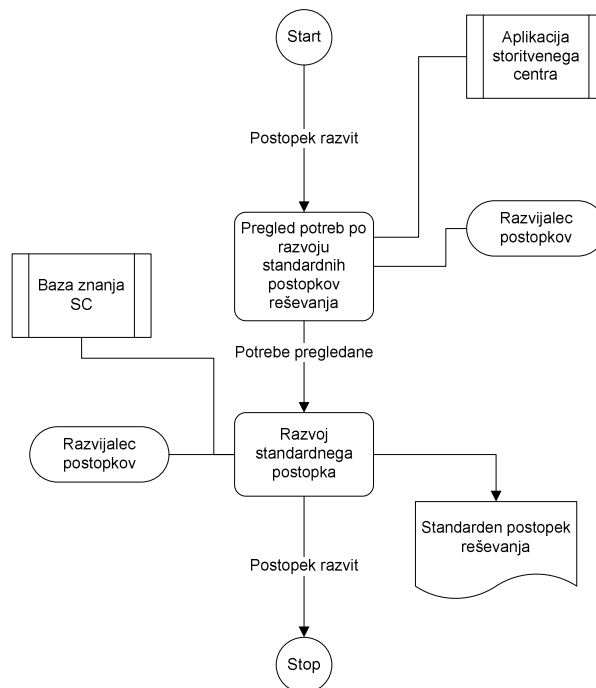 Start
Aplikacija
storitvenega
centra
Postopek razvit
Pregled potreb po
razvoju
standardnih
postopkov
reševanja
Razvijalec
postopkov
Baza znanja
SC
Potrebe pregledane
Razvijalec
postopkov
Razvoj
standardnega
postopka
Standarden postopek
reševanja
Postopek razvit
Stop